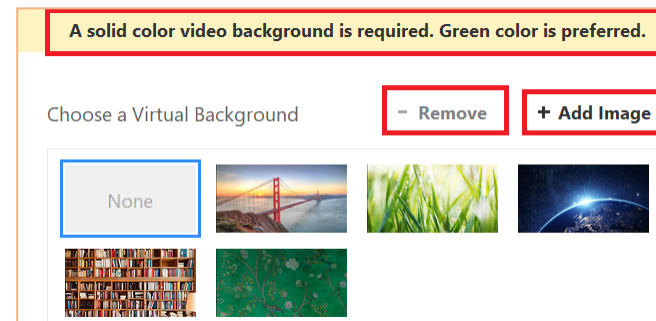 A solid color video background is required. Green color is preferred.
Choose a Virtual Background
− Remove
+ Add Image
None